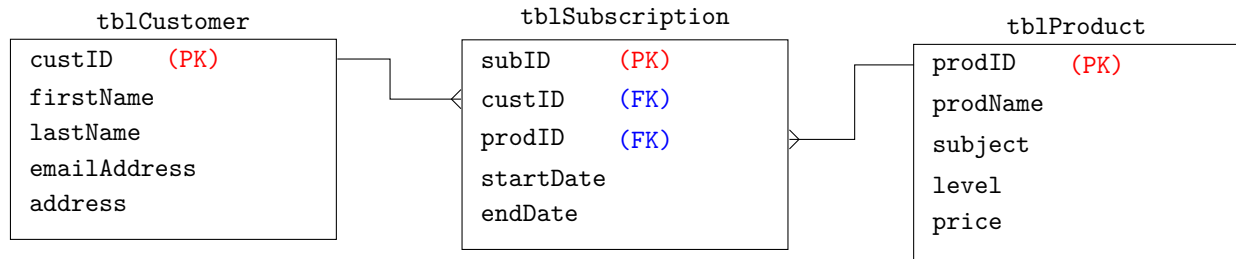 tblCustomer
custID (PK)
firstName
lastName
emailAddress
address
tblSubscription
subID (PK)
custID (FK)
prodID (FK)
startDate
endDate
tblProduct
prodID (PK)
prodName
subject
level
price